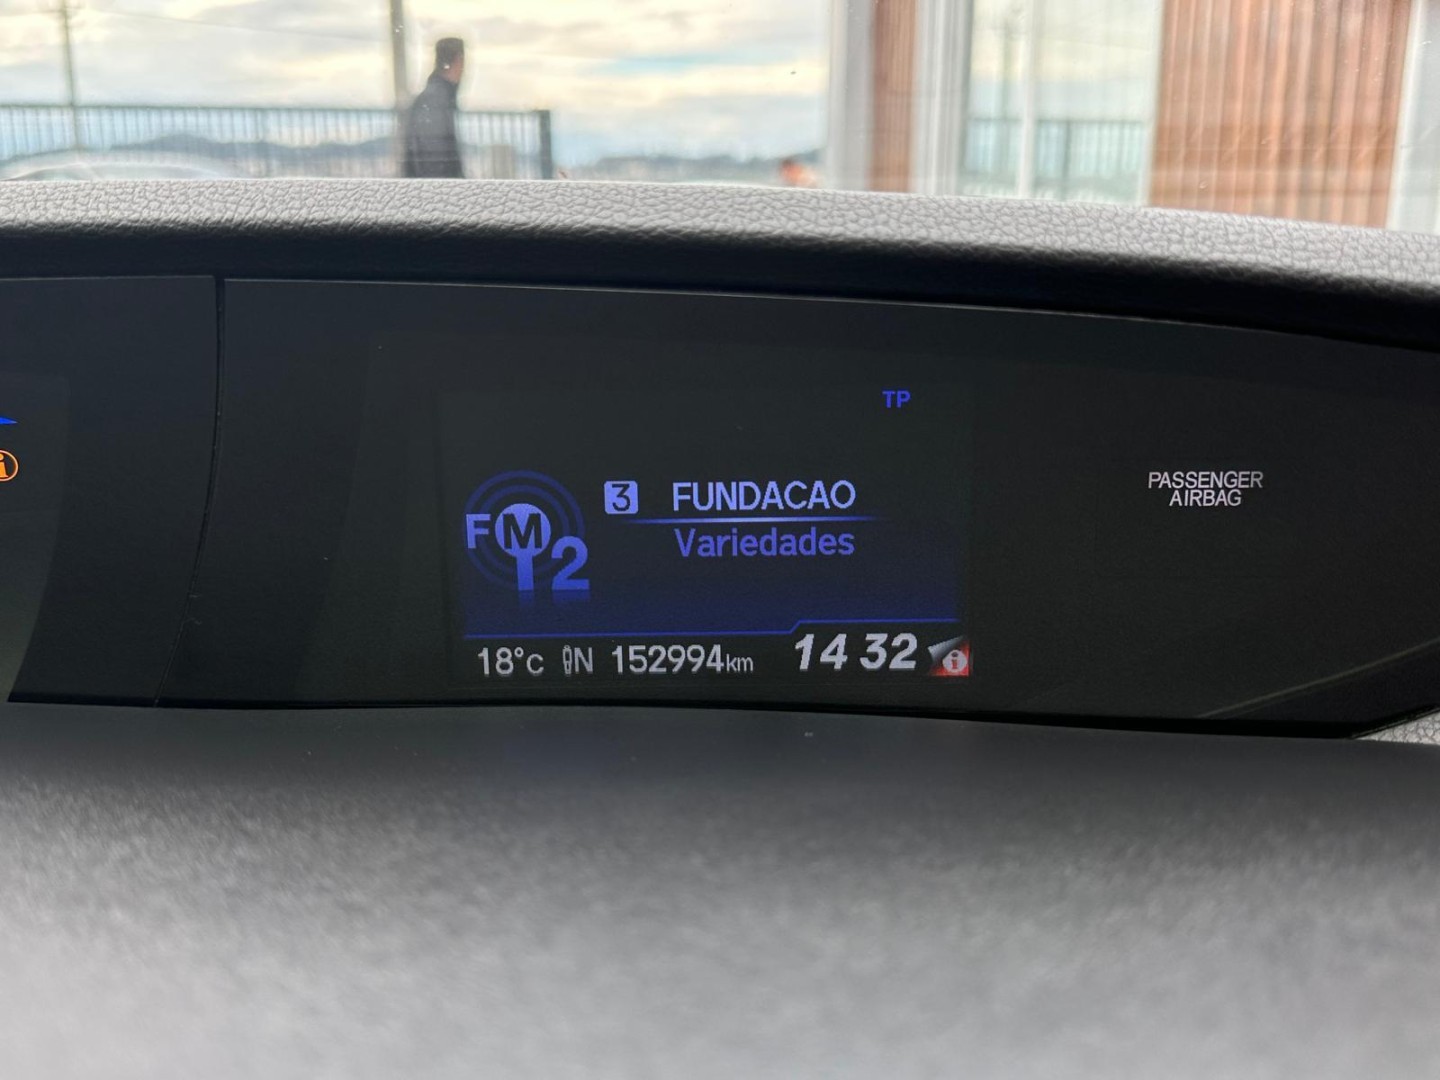 TP
FM2
3 FUNDACAO
Variedades
18°C N 152994km 14 32 i
PASSENGER
AIRBAG
i